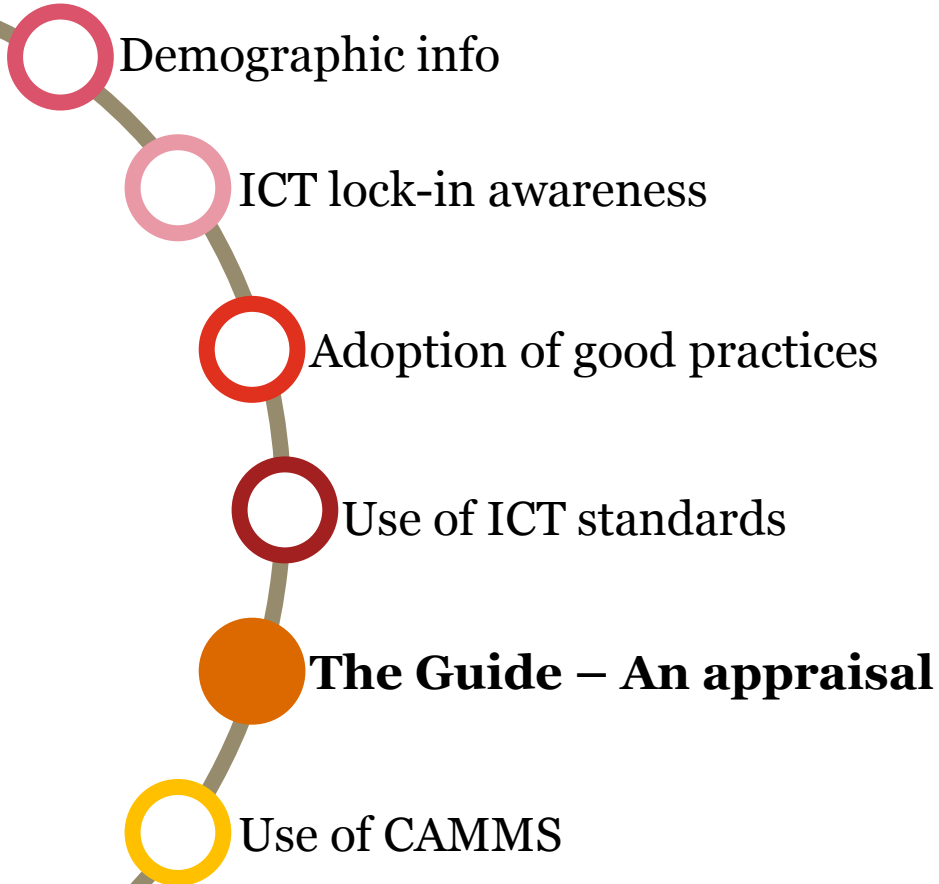 Demographic info
ICT lock-in awareness
Adoption of good practices
Use of ICT standards
The Guide – An appraisal
Use of CAMMS